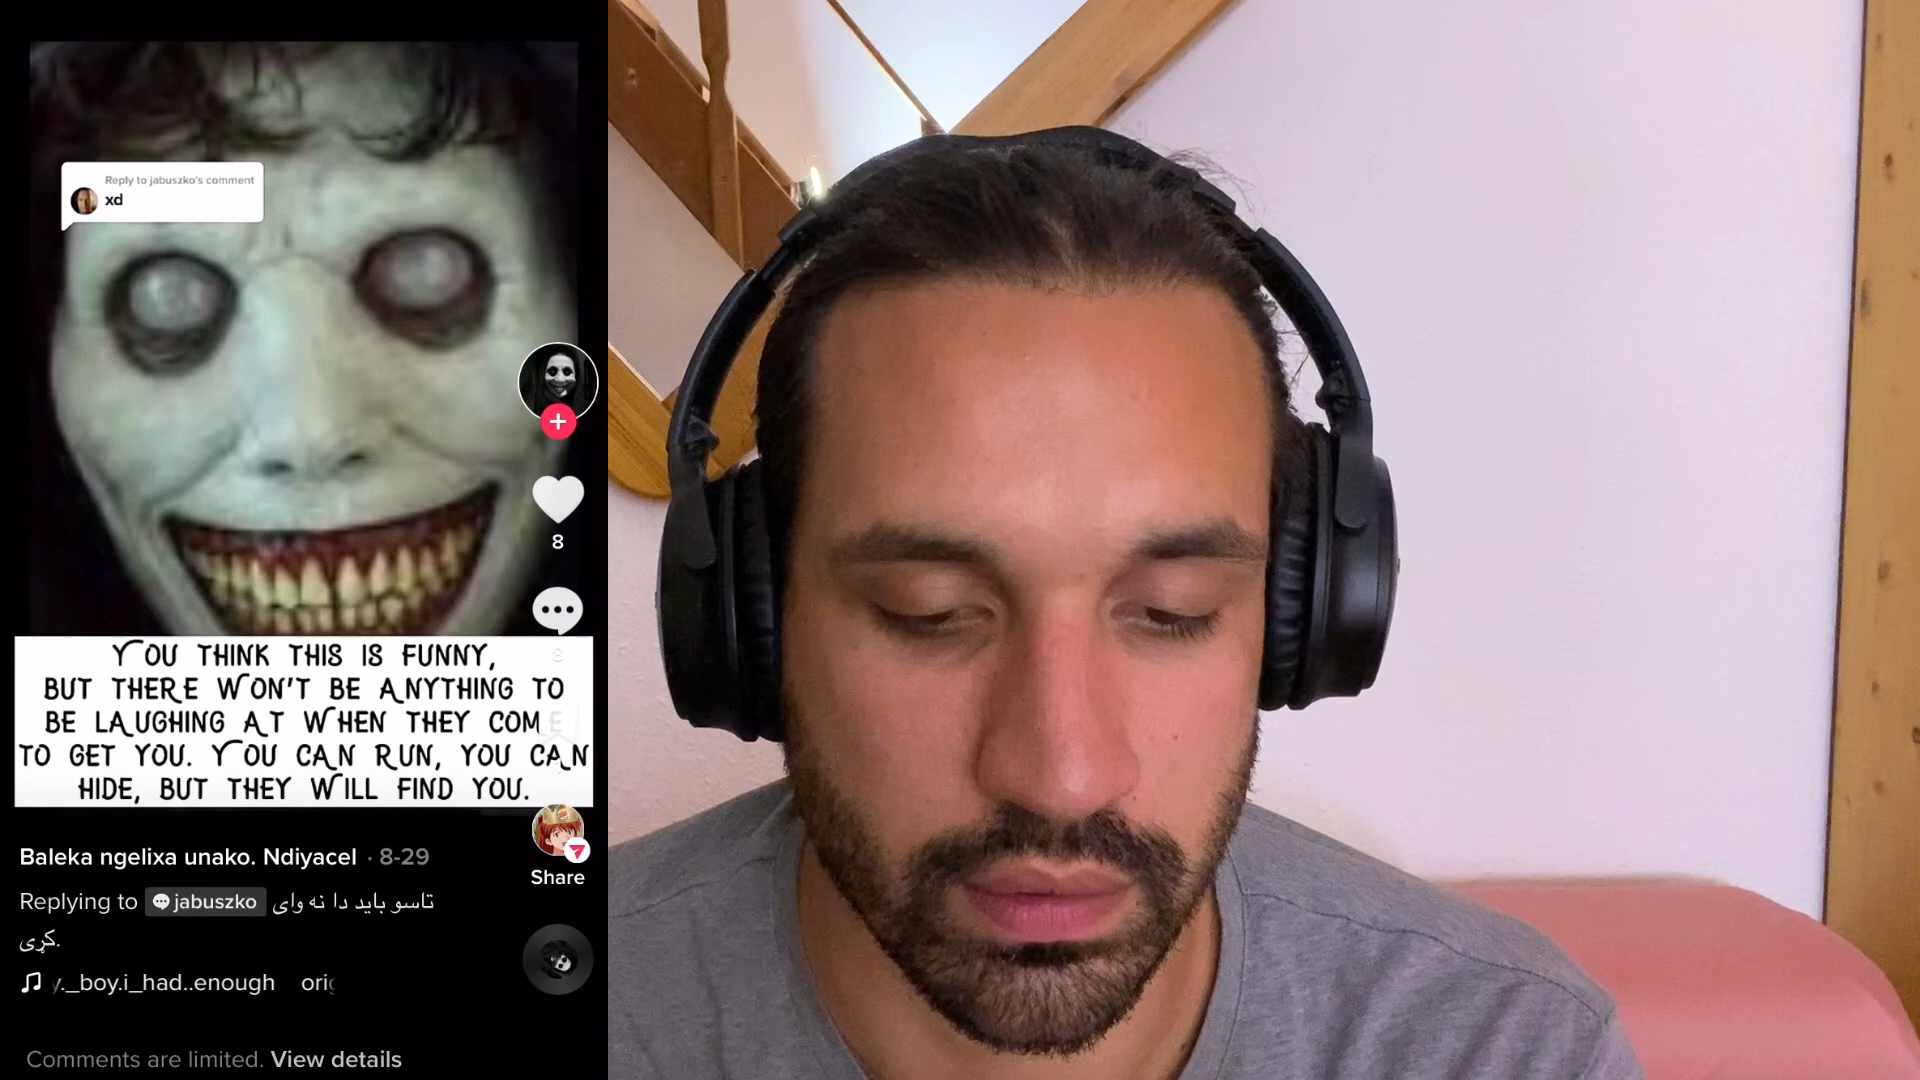 Reply to jabuszko's comment
xd
YOU THINK THIS IS FUNNY,
BUT THERE WON'T BE ANYTHING TO
BE LAUGHING AT WHEN THEY COME
TO GET YOU. YOU CAN RUN, YOU CAN
HIDE, BUT THEY WILL FIND YOU.
8
8
Share
Baleka ngelixa unako. Ndiyacel · 8-29
Replying to jabuszko تاسو باید دا نه وای
کړی.
y._boy.i_had..enough orig
Comments are limited. View details